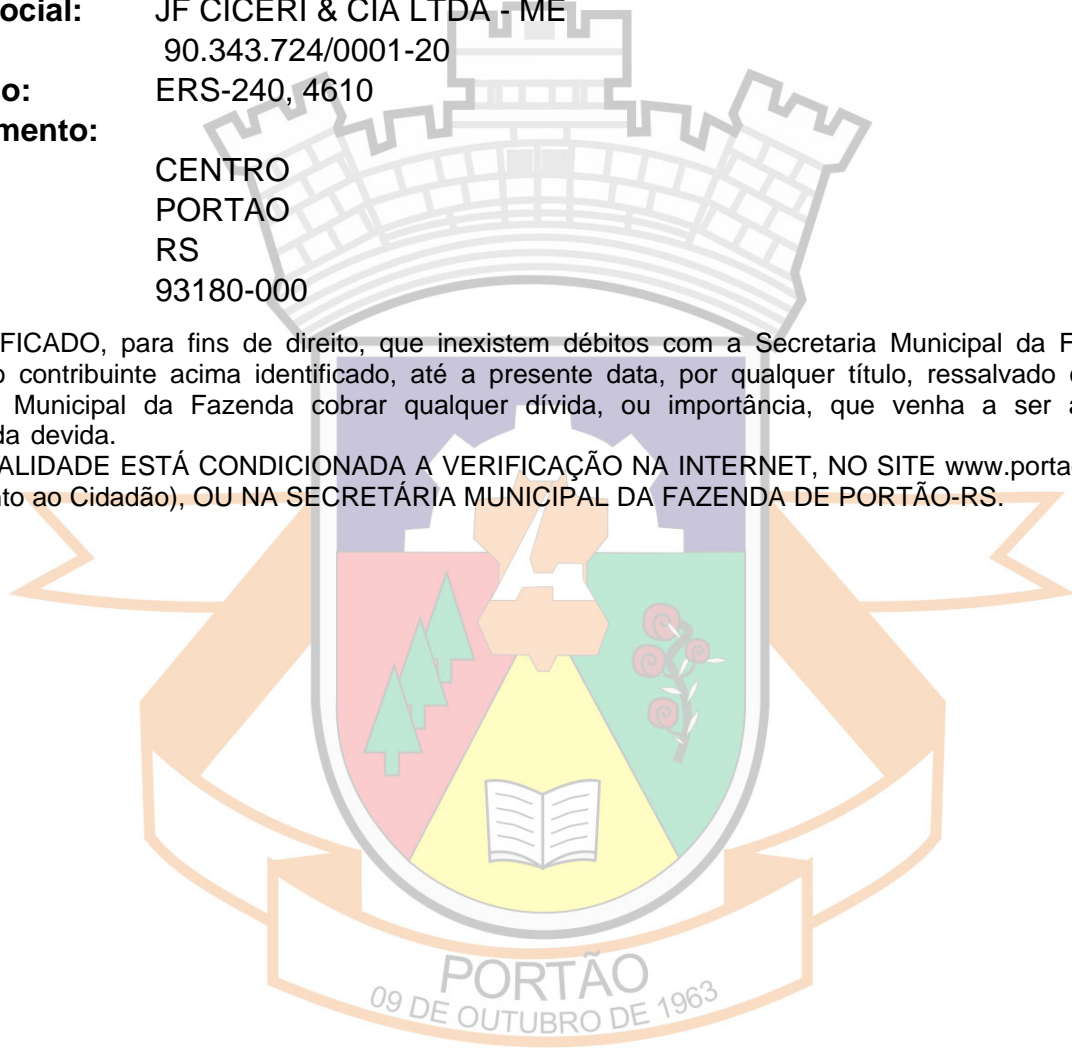 ocial: JF CICERI & CIA LTDA - ME
90.343.724/0001-20
o: ERS-240, 4610
mento:
CENTRO
PORTAO
RS
93180-000
FICADO, para fins de direito, que inexistem débitos com a Secretaria Municipal da F
o contribuinte acima identificado, até a presente data, por qualquer título, ressalvado
Municipal da Fazenda cobrar qualquer dívida, ou importância, que venha a ser a
da devida.
ALIDADE ESTÁ CONDICIONADA A VERIFICAÇÃO NA INTERNET, NO SITE www.porta
nto ao Cidadão), OU NA SECRETÁRIA MUNICIPAL DA FAZENDA DE PORTÃO-RS.
PORTÃO
09 DE OUTUBRO DE 1963